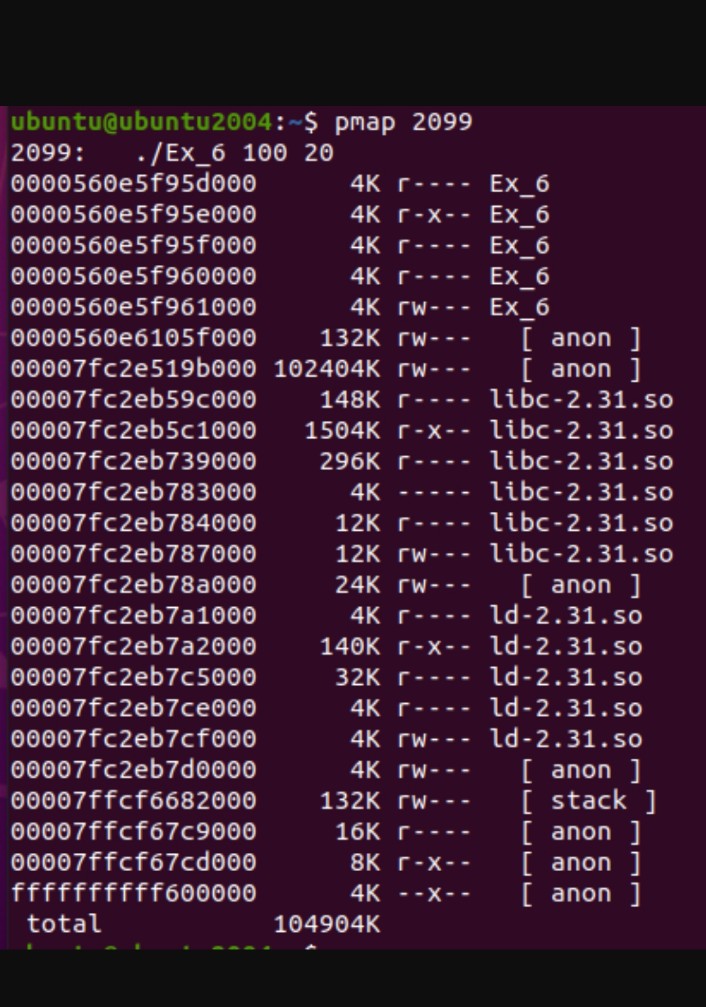 ubuntu@ubuntu2004:~$ pmap 2099
2099:   ./Ex_6 100 20
0000560e5f95d000      4K r---- Ex_6
0000560e5f95e000      4K r-x-- Ex_6
0000560e5f95f000      4K r---- Ex_6
0000560e5f960000      4K r---- Ex_6
0000560e5f961000      4K rw--- Ex_6
0000560e6105f000    132K rw---   [ anon ]
00007fc2e519b000 102404K rw---   [ anon ]
00007fc2eb59c000    148K r---- libc-2.31.so
00007fc2eb5c1000   1504K r-x-- libc-2.31.so
00007fc2eb739000    296K r---- libc-2.31.so
00007fc2eb783000      4K ----- libc-2.31.so
00007fc2eb784000     12K r---- libc-2.31.so
00007fc2eb787000     12K rw--- libc-2.31.so
00007fc2eb78a000     24K rw---   [ anon ]
00007fc2eb7a1000      4K r---- ld-2.31.so
00007fc2eb7a2000    140K r-x-- ld-2.31.so
00007fc2eb7c5000     32K r---- ld-2.31.so
00007fc2eb7ce000      4K r---- ld-2.31.so
00007fc2eb7cf000      4K rw--- ld-2.31.so
00007fc2eb7d0000      4K rw---   [ anon ]
00007ffcf6682000    132K rw---   [ stack ]
00007ffcf67c9000     16K r----   [ anon ]
00007ffcf67cd000      8K r-x--   [ anon ]
ffffffffff600000      4K --x--   [ anon ]
 total           104904K